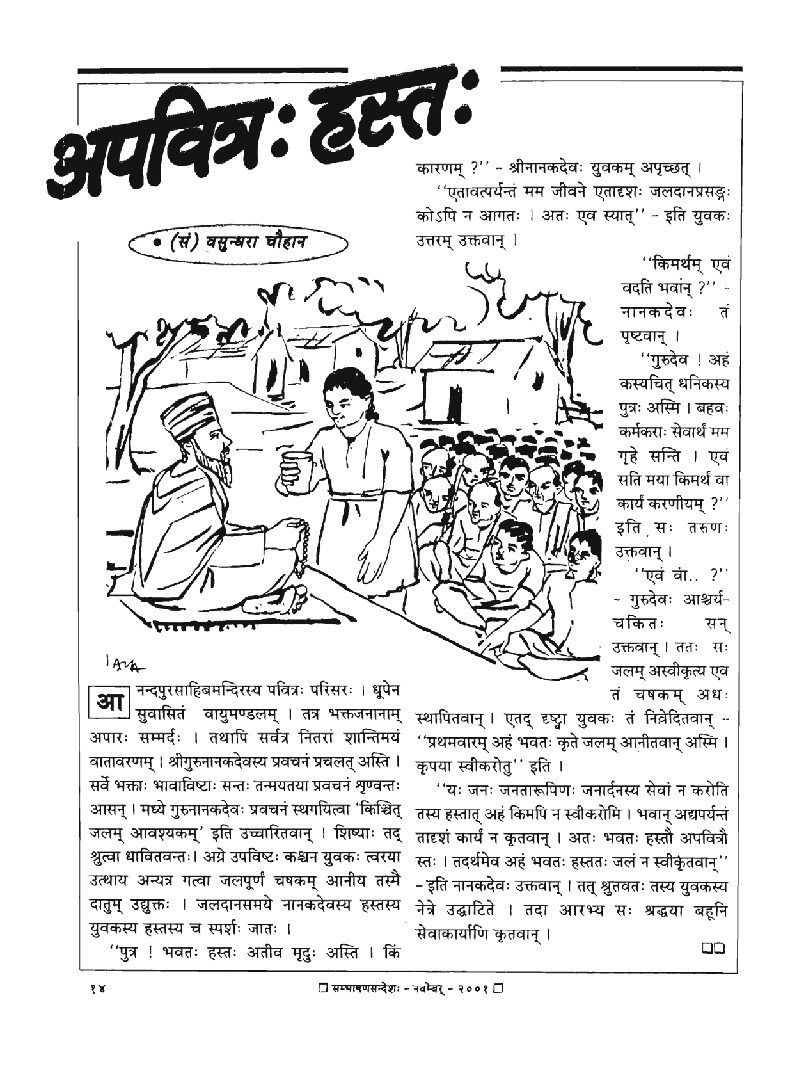 अपवित्रः हस्तः
• (सं) वसुन्धरा चौहान
आनन्दपुरसाहिबमन्दिरस्य पवित्रः परिसरः । धूपेन
सुवासितं वायुमण्डलम् । तत्र भक्तजनानाम्
अपारः सम्मर्दः । तथापि सर्वत्र नितरां शान्तिमयं
वातावरणम् । श्रीगुरुनानकदेवस्य प्रवचनं प्रचलत् अस्ति ।
सर्वे भक्ताः भावाविष्टाः सन्तः तन्मयतया प्रवचनं शृण्वन्तः
आसन् । मध्ये गुरुनानकदेवः प्रवचनं स्थगयित्वा ‘किञ्चित्
जलम् आवश्यकम्’ इति उच्चारितवान् । शिष्याः तद्
श्रुत्वा धावितवन्तः। अग्रे उपविष्टः कश्चन युवकः त्वरया
उत्थाय अन्यत्र गत्वा जलपूर्णं चषकम् आनीय तस्मै
दातुम् उद्युक्तः । जलदानसमये नानकदेवस्य हस्तस्य
युवकस्य हस्तस्य च स्पर्शः जातः ।
‘‘पुत्र ! भवतः हस्तः अतीव मृदुः अस्ति । किं
कारणम् ?’’ – श्रीनानकदेवः युवकम् अपृच्छत् ।
‘‘एतावत्पर्यन्तं मम जीवने एतादृशः जलदानप्रसङ्गः
कोऽपि न आगतः । अतः एव स्यात्’’ – इति युवकः
उत्तरम् उक्तवान् ।
‘‘किमर्थम् एवं
वदति भवान् ?’’ –
नानकदेवः तं
पृष्टवान् ।
‘‘गुरुदेव ! अहं
कस्यचित् धनिकस्य
पुत्रः अस्मि । बहवः
कर्मकराः सेवार्थं मम
गृहे सन्ति । एवं
सति मया किमर्थं वा
कार्यं करणीयम् ?’’
इति सः तरुणः
उक्तवान् ।
‘‘एवं वा.. ?’’
– गुरुदेवः आश्चर्य–
चकितः सन्
उक्तवान् । ततः सः
जलम् अस्वीकृत्य एव
तं चषकम् अधः
स्थापितवान् । एतद् दृष्ट्वा युवकः तं निवेदितवान् –
‘‘प्रथमवारम् अहं भवतः कृते जलम् आनीतवान् अस्मि ।
कृपया स्वीकरोतु’’ इति ।
‘‘यः जनः जनतारूपिणः जनार्दनस्य सेवां न करोति
तस्य हस्तात् अहं किमपि न स्वीकरोमि । भवान् अद्यपर्यन्तं
तादृशं कार्यं न कृतवान् । अतः भवतः हस्तौ अपवित्रौ
स्तः । तदर्थमेव अहं भवतः हस्ततः जलं न स्वीकृतवान्’’
– इति नानकदेवः उक्तवान् । तत् श्रुतवतः तस्य युवकस्य
नेत्रे उद्घाटिते । तदा आरभ्य सः श्रद्धया बहूनि
सेवाकार्याणि कृतवान् ।
१४
सम्भाषणसन्देशः – नवम्बर् – २००१